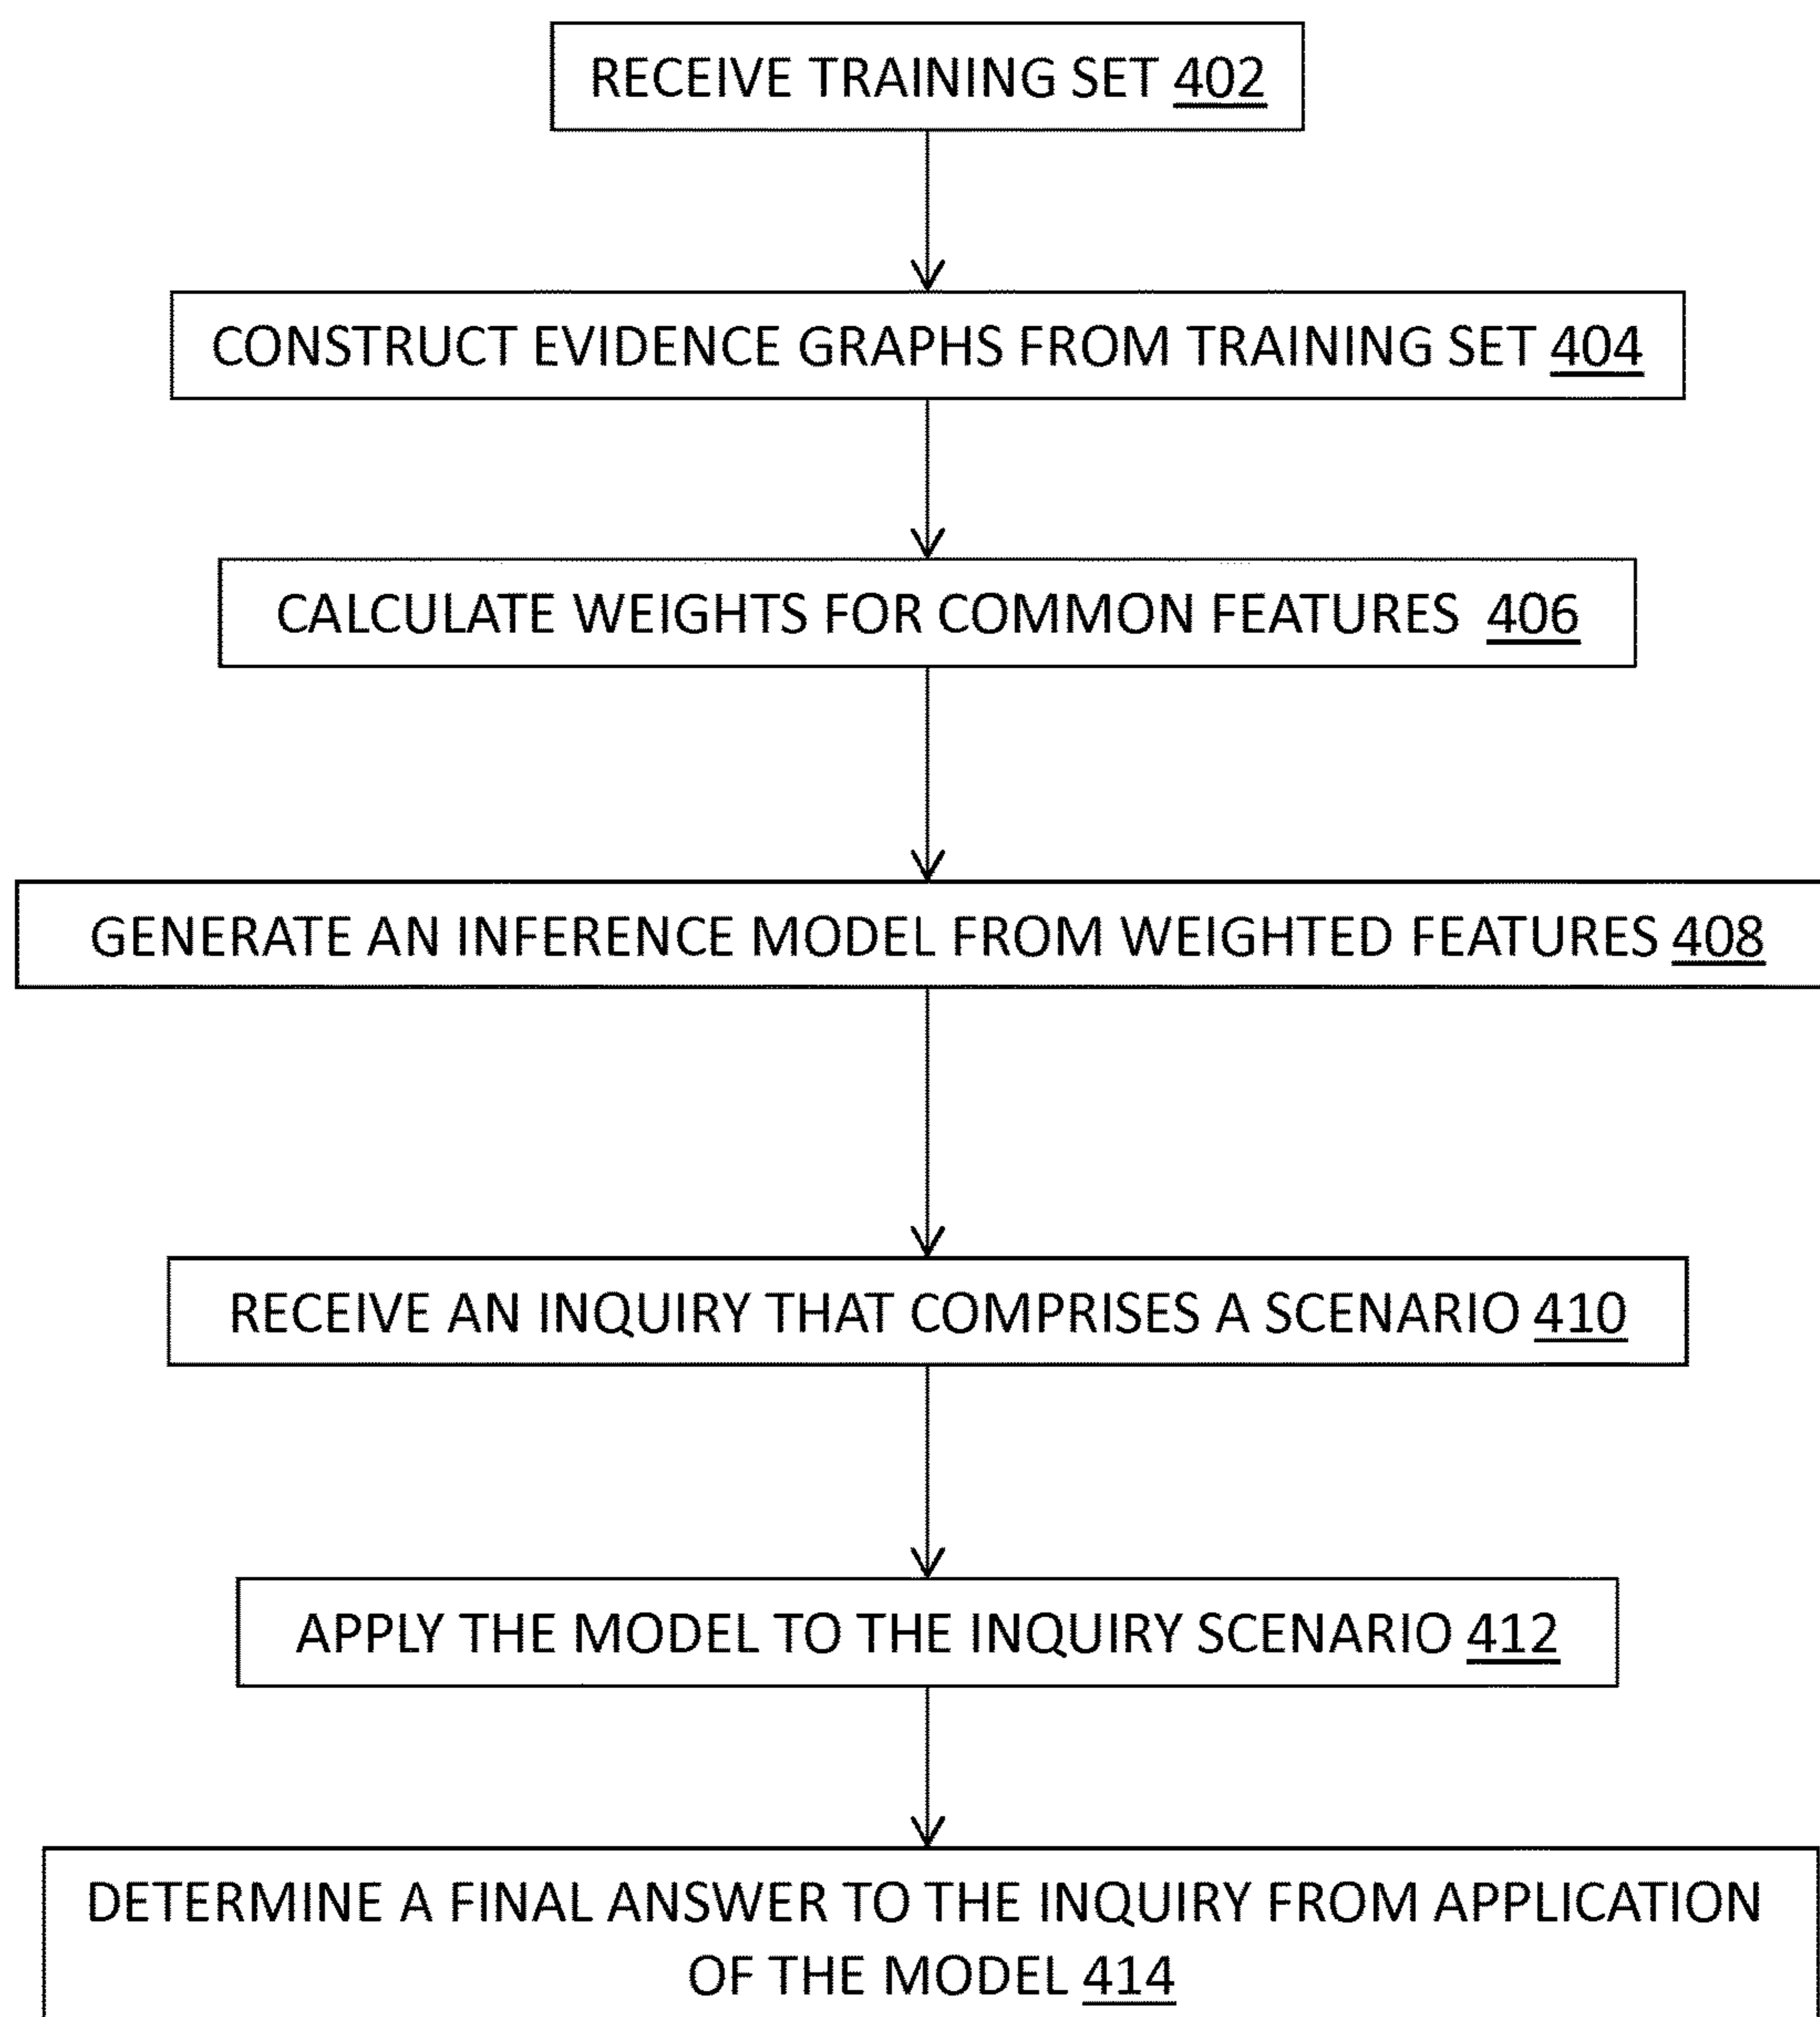 RECEIVE TRAINING SET 402
CONSTRUCT EVIDENCE GRAPHS FROM TRAINING SET 404
CALCULATE WEIGHTS FOR COMMON FEATURES 406
GENERATE AN INFERENCE MODEL FROM WEIGHTED FEATURES 408
RECEIVE AN INQUIRY THAT COMPRISES A SCENARIO 410
APPLY THE MODEL TO THE INQUIRY SCENARIO 412
DETERMINE A FINAL ANSWER TO THE INQUIRY FROM APPLICATION
OF THE MODEL 414